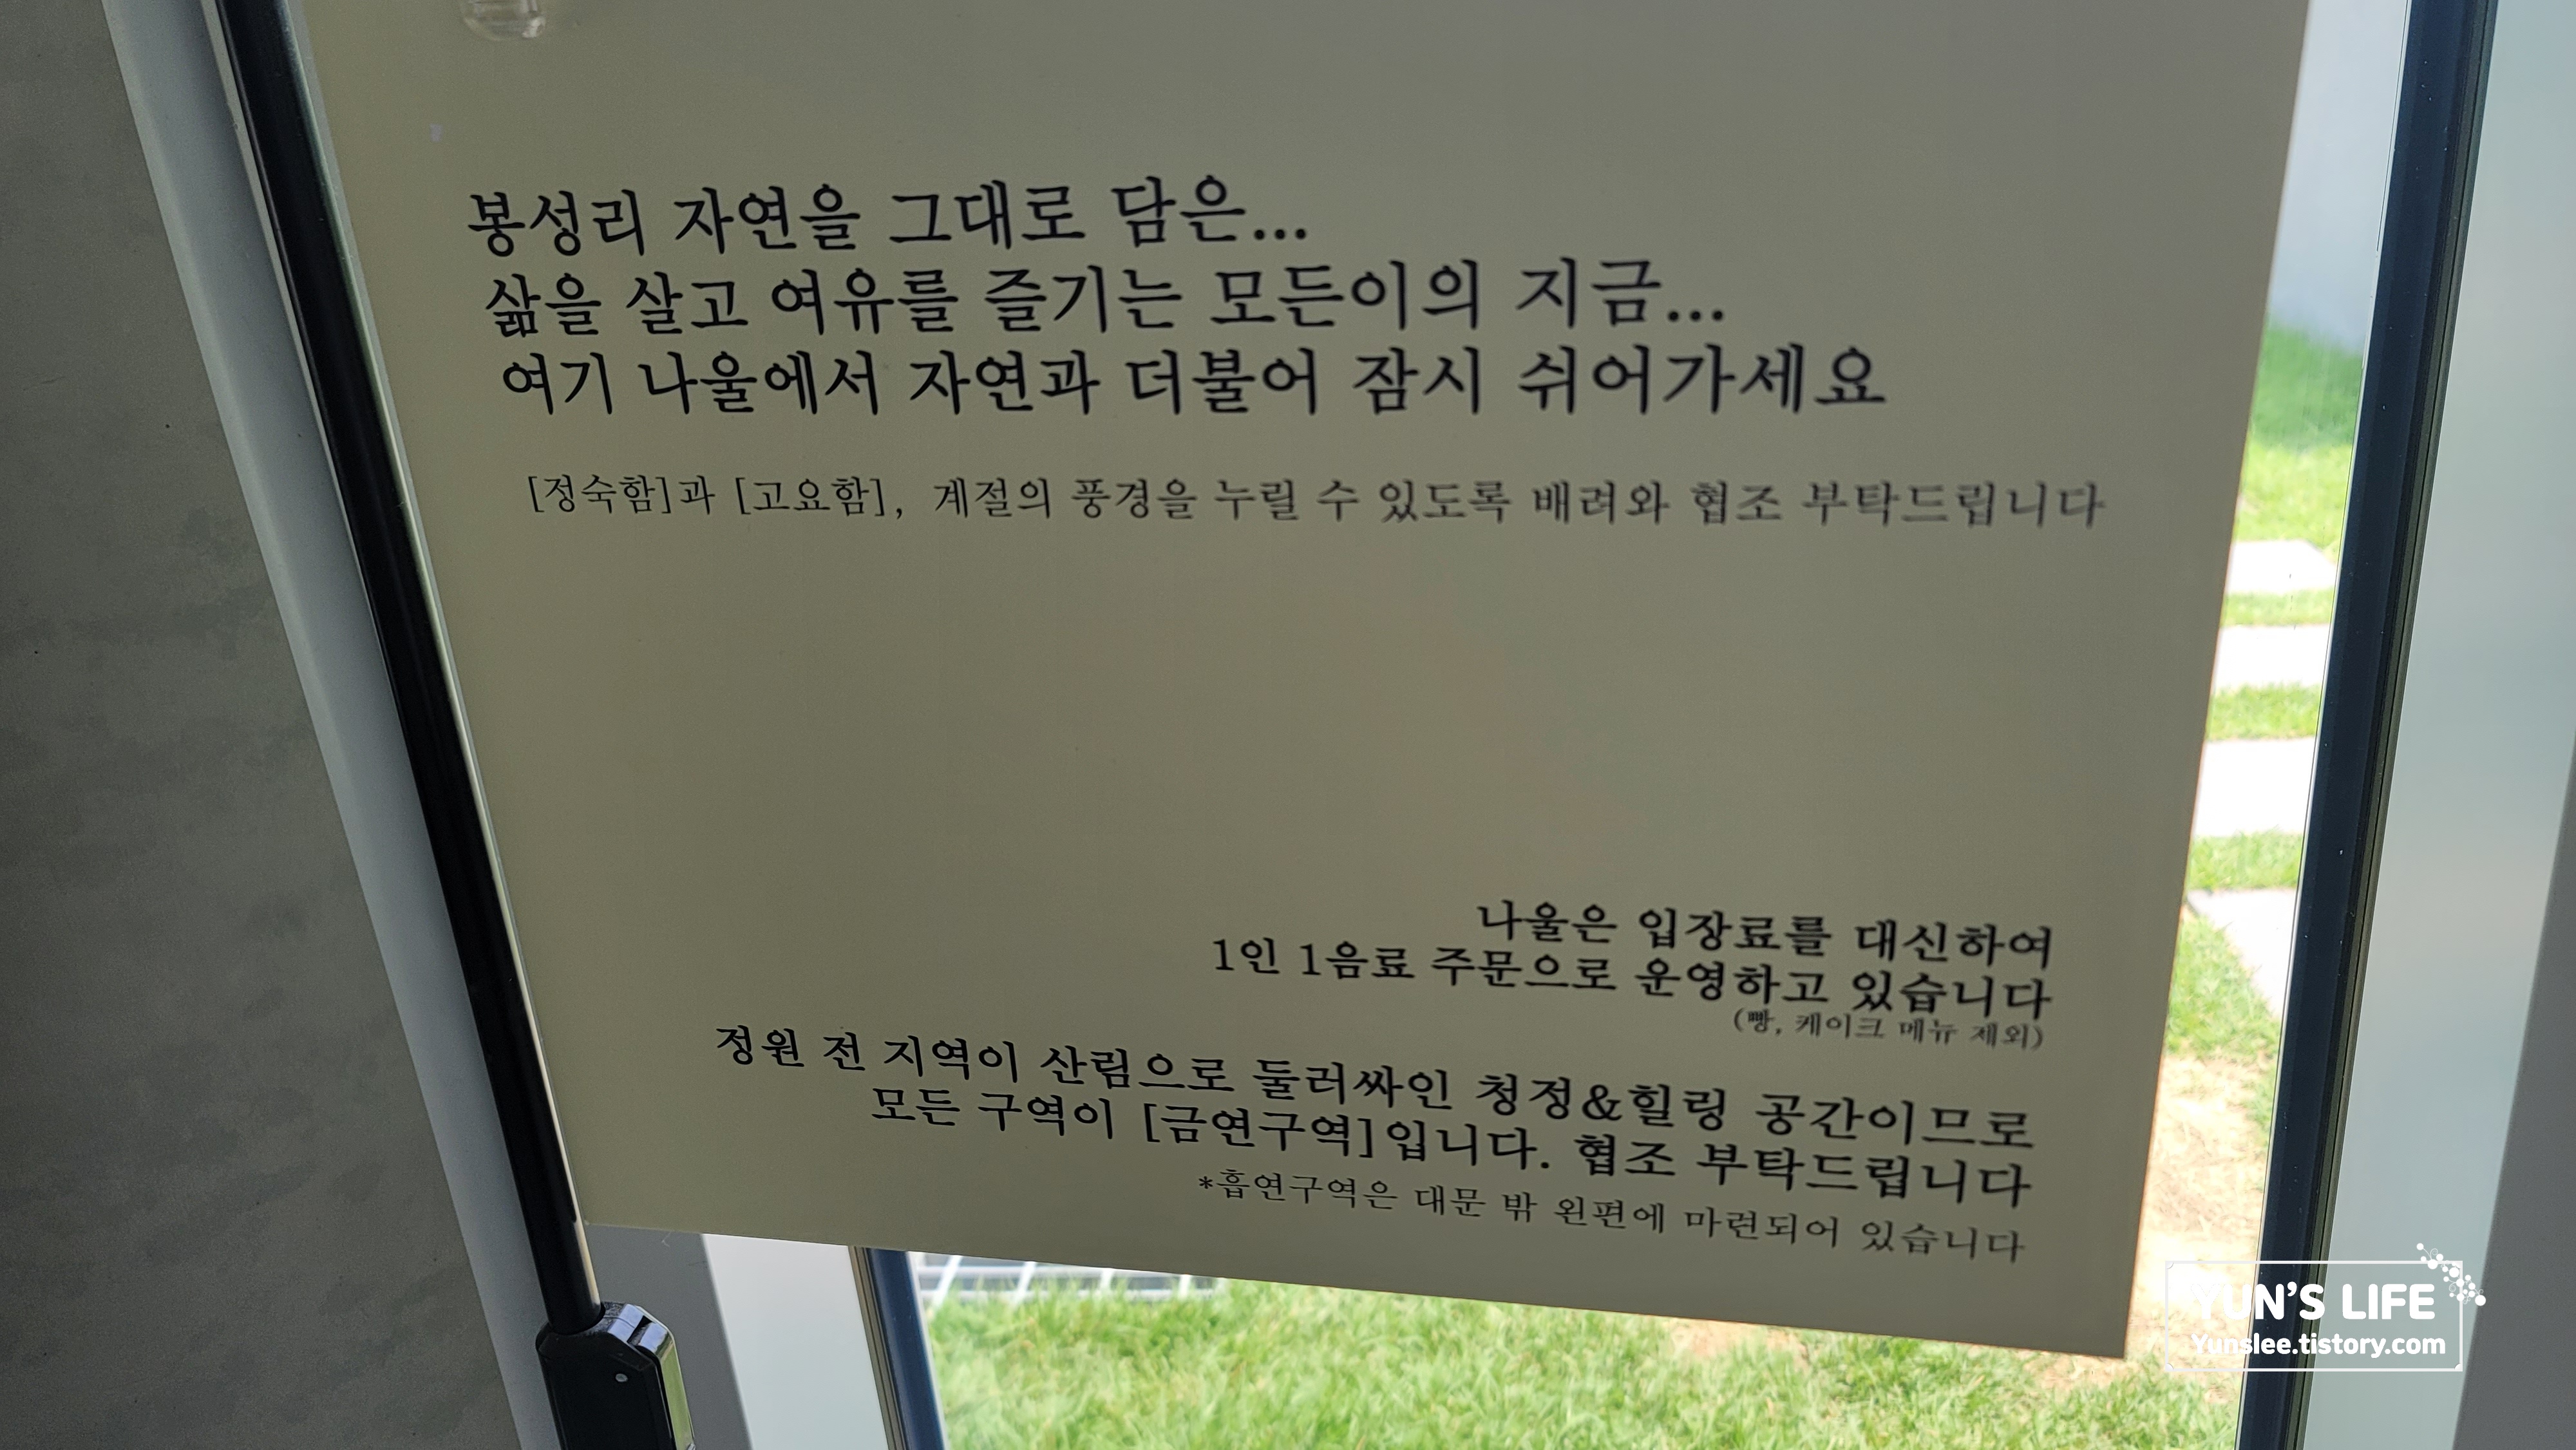 봉성리 자연을 그대로 담은...
삶을 살고 여유를 즐기는 모든이의 지금...
여기 나울에서 자연과 더불어 잠시 쉬어가세요
[정숙함]과 [고요함], 계절의 풍경을 누릴 수 있도록 배려와 협조 부탁드립니다
나울은 입장료를 대신하여
1인 1음료 주문으로 운영하고 있습니다
(빵, 케이크 메뉴 제외)
정원 전 지역이 산림으로 둘러싸인 청정&힐링 공간이므로
모든 구역이 [금연구역]입니다. 협조 부탁드립니다
*흡연구역은 대문 밖 왼편에 마련되어 있습니다
YUN'S LIFE
Yunslee.tistory.com